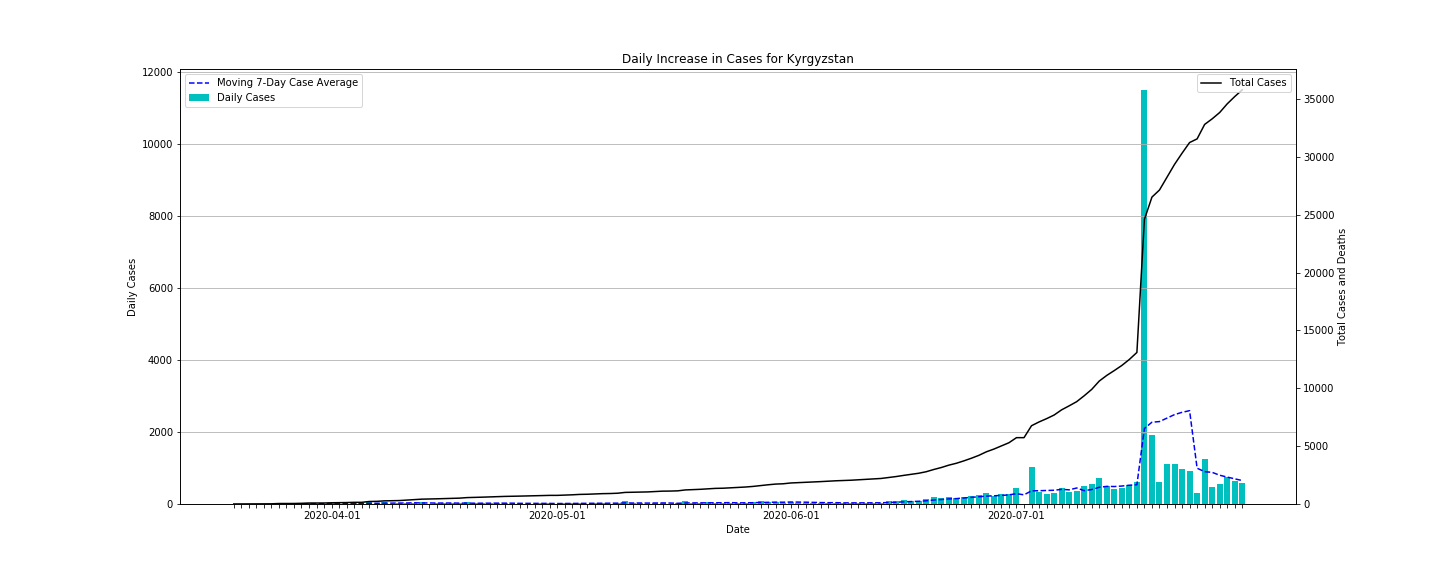 Daily Increase in Cases for Kyrgyzstan
Moving 7-Day Case Average
Daily Cases
Total Cases
12000
10000
8000
6000
4000
2000
0
Daily Cases
35000
30000
25000
20000
15000
10000
5000
0
Total Cases and Deaths
2020-04-01
2020-05-01
2020-06-01
2020-07-01
Date